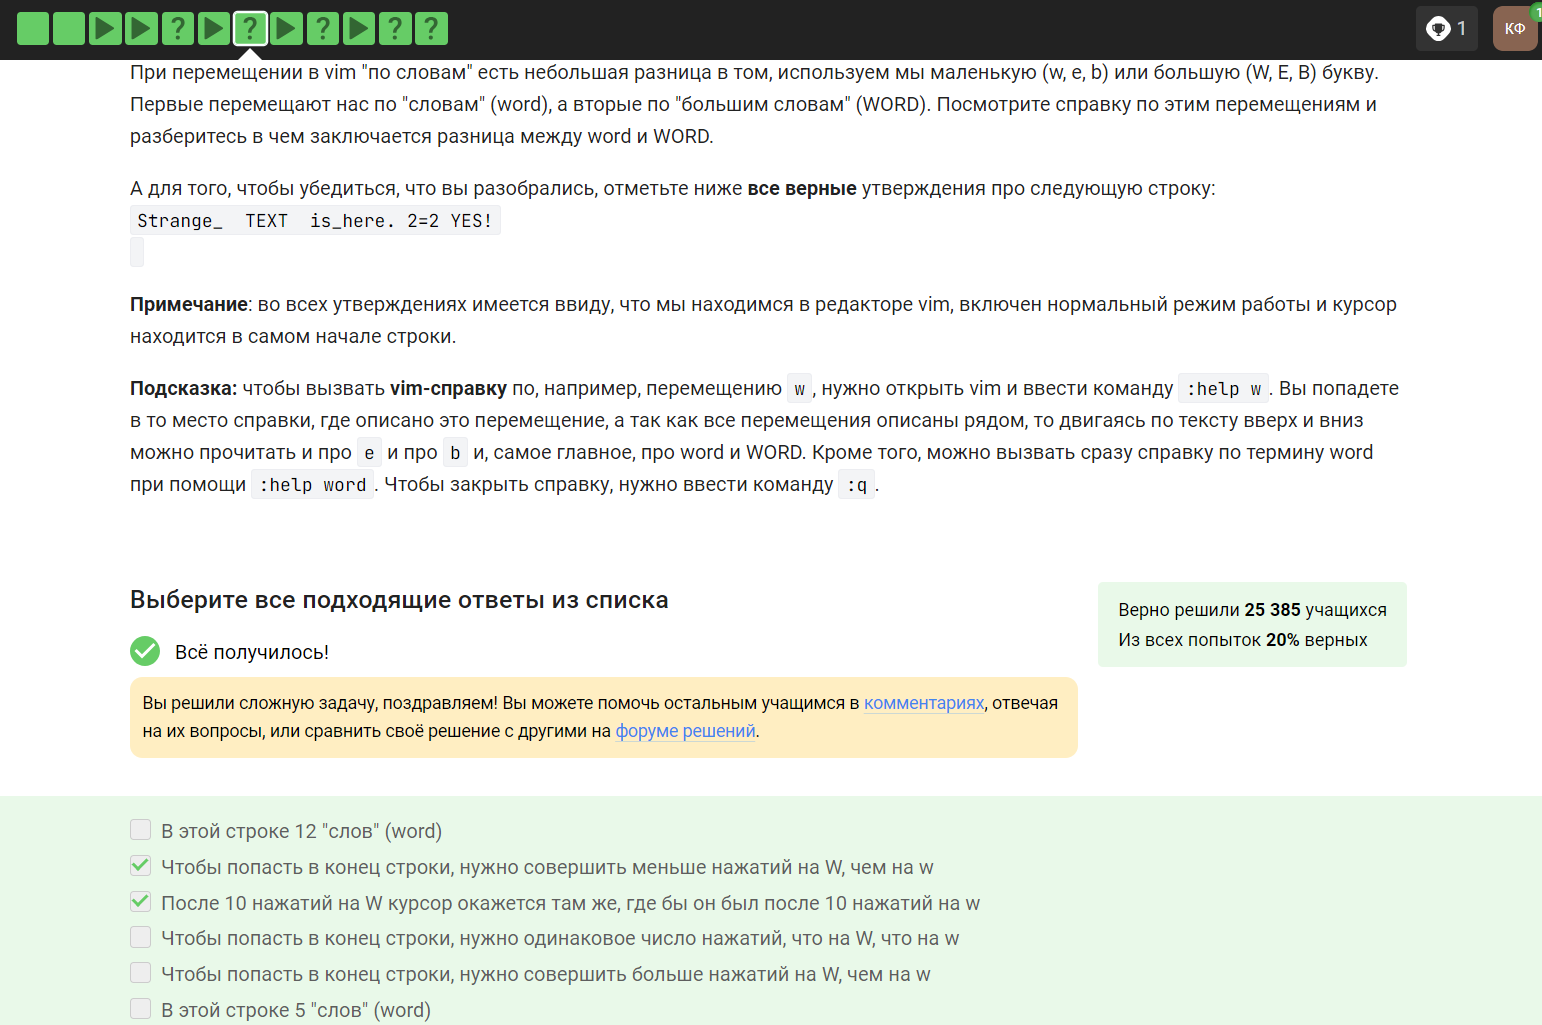 ? ? ? ? ?
1
КФ
1
При перемещении в vim "по словам" есть небольшая разница в том, используем мы маленькую (w, e, b) или большую (W, E, B) букву.
Первые перемещают нас по "словам" (word), а вторые по "большим словам" (WORD). Посмотрите справку по этим перемещениям и
разберитесь в чем заключается разница между word и WORD.
А для того, чтобы убедиться, что вы разобрались, отметьте ниже все верные утверждения про следующую строку:
Strange_  TEXT  is_here. 2=2 YES!
Примечание: во всех утверждениях имеется ввиду, что мы находимся в редакторе vim, включен нормальный режим работы и курсор
находится в самом начале строки.
Подсказка: чтобы вызвать vim-справку по, например, перемещению w, нужно открыть vim и ввести команду :help w. Вы попадете
в то место справки, где описано это перемещение, а так как все перемещения описаны рядом, то двигаясь по тексту вверх и вниз
можно прочитать и про e и про b и, самое главное, про word и WORD. Кроме того, можно вызвать сразу справку по термину word
при помощи :help word. Чтобы закрыть справку, нужно ввести команду :q.
Выберите все подходящие ответы из списка
Верно решили 25 385 учащихся
Из всех попыток 20% верных
Всё получилось!
Вы решили сложную задачу, поздравляем! Вы можете помочь остальным учащимся в комментариях, отвечая
на их вопросы, или сравнить своё решение с другими на форуме решений.
В этой строке 12 "слов" (word)
Чтобы попасть в конец строки, нужно совершить меньше нажатий на W, чем на w
После 10 нажатий на W курсор окажется там же, где бы он был после 10 нажатий на w
Чтобы попасть в конец строки, нужно одинаковое число нажатий, что на W, что на w
Чтобы попасть в конец строки, нужно совершить больше нажатий на W, чем на w
В этой строке 5 "слов" (word)